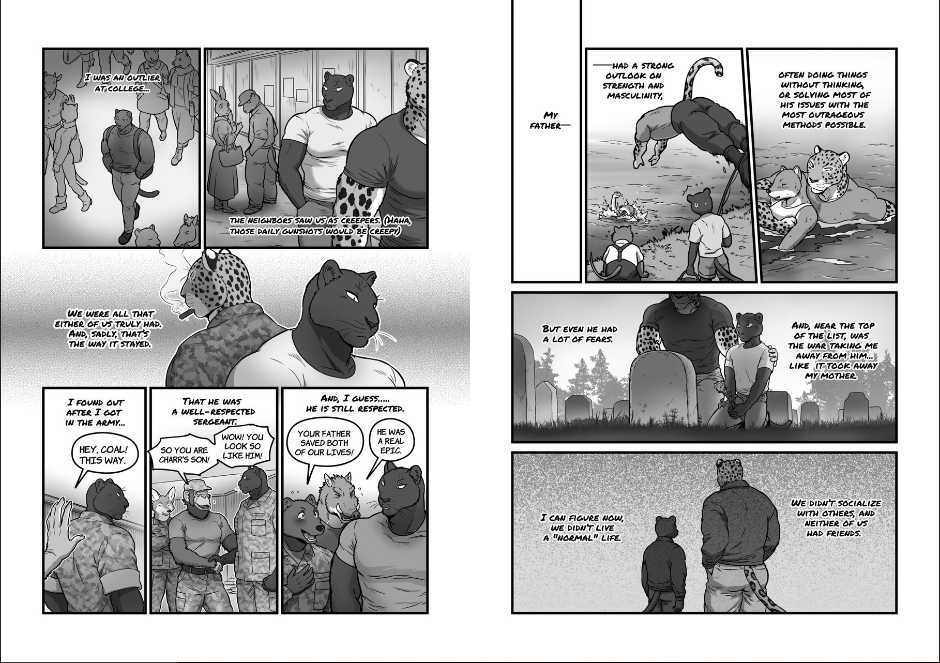 I WAS AN OUTLIER
AT COLLEGE...
THE NEIGHBORS SAW US AS CREEPERS. (HAHA,
THOSE DAILY GUNSHOTS WOULD BE CREEPY)
WE WERE ALL THAT
EITHER OF US TRULY HAD.
AND, SADLY, THAT'S
THE WAY IT STAYED.
I FOUND OUT
AFTER I GOT
IN THE ARMY...
HEY, COAL!
THIS WAY.
THAT HE WAS
A WELL-RESPECTED
SERGEANT.
SO YOU ARE
CHARR'S SON!
WOW! YOU
LOOK SO
LIKE HIM!
AND, I GUESS.....
HE IS STILL RESPECTED.
YOUR FATHER
SAVED BOTH
OF OUR LIVES!
HE WAS
A REAL
EPIC.
MY
FATHER—
—HAD A STRONG
OUTLOOK ON
STRENGTH AND
MASCULINITY,
OFTEN DOING THINGS
WITHOUT THINKING,
OR SOLVING MOST OF
HIS ISSUES WITH THE
MOST OUTRAGEOUS
METHODS POSSIBLE.
BUT EVEN HE HAD
A LOT OF FEARS.
AND, NEAR THE TOP
OF THE LIST, WAS
THE WAR TAKING ME
AWAY FROM HIM...
LIKE IT TOOK AWAY
MY MOTHER.
I CAN FIGURE NOW,
WE DIDN'T LIVE
A "NORMAL" LIFE.
WE DIDN'T SOCIALIZE
WITH OTHERS, AND
NEITHER OF US
HAD FRIENDS.